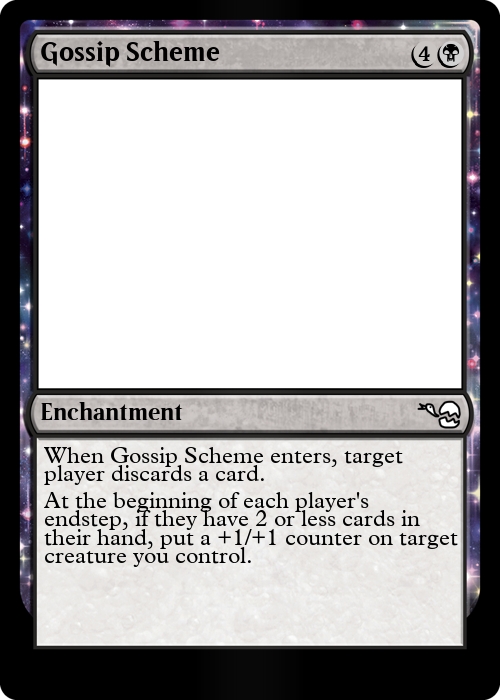 Gossip Scheme
4
Enchantment
When Gossip Scheme enters, target
player discards a card.
At the beginning of each player's
endstep, if they have 2 or less cards in
their hand, put a +1/+1 counter on target
creature you control.